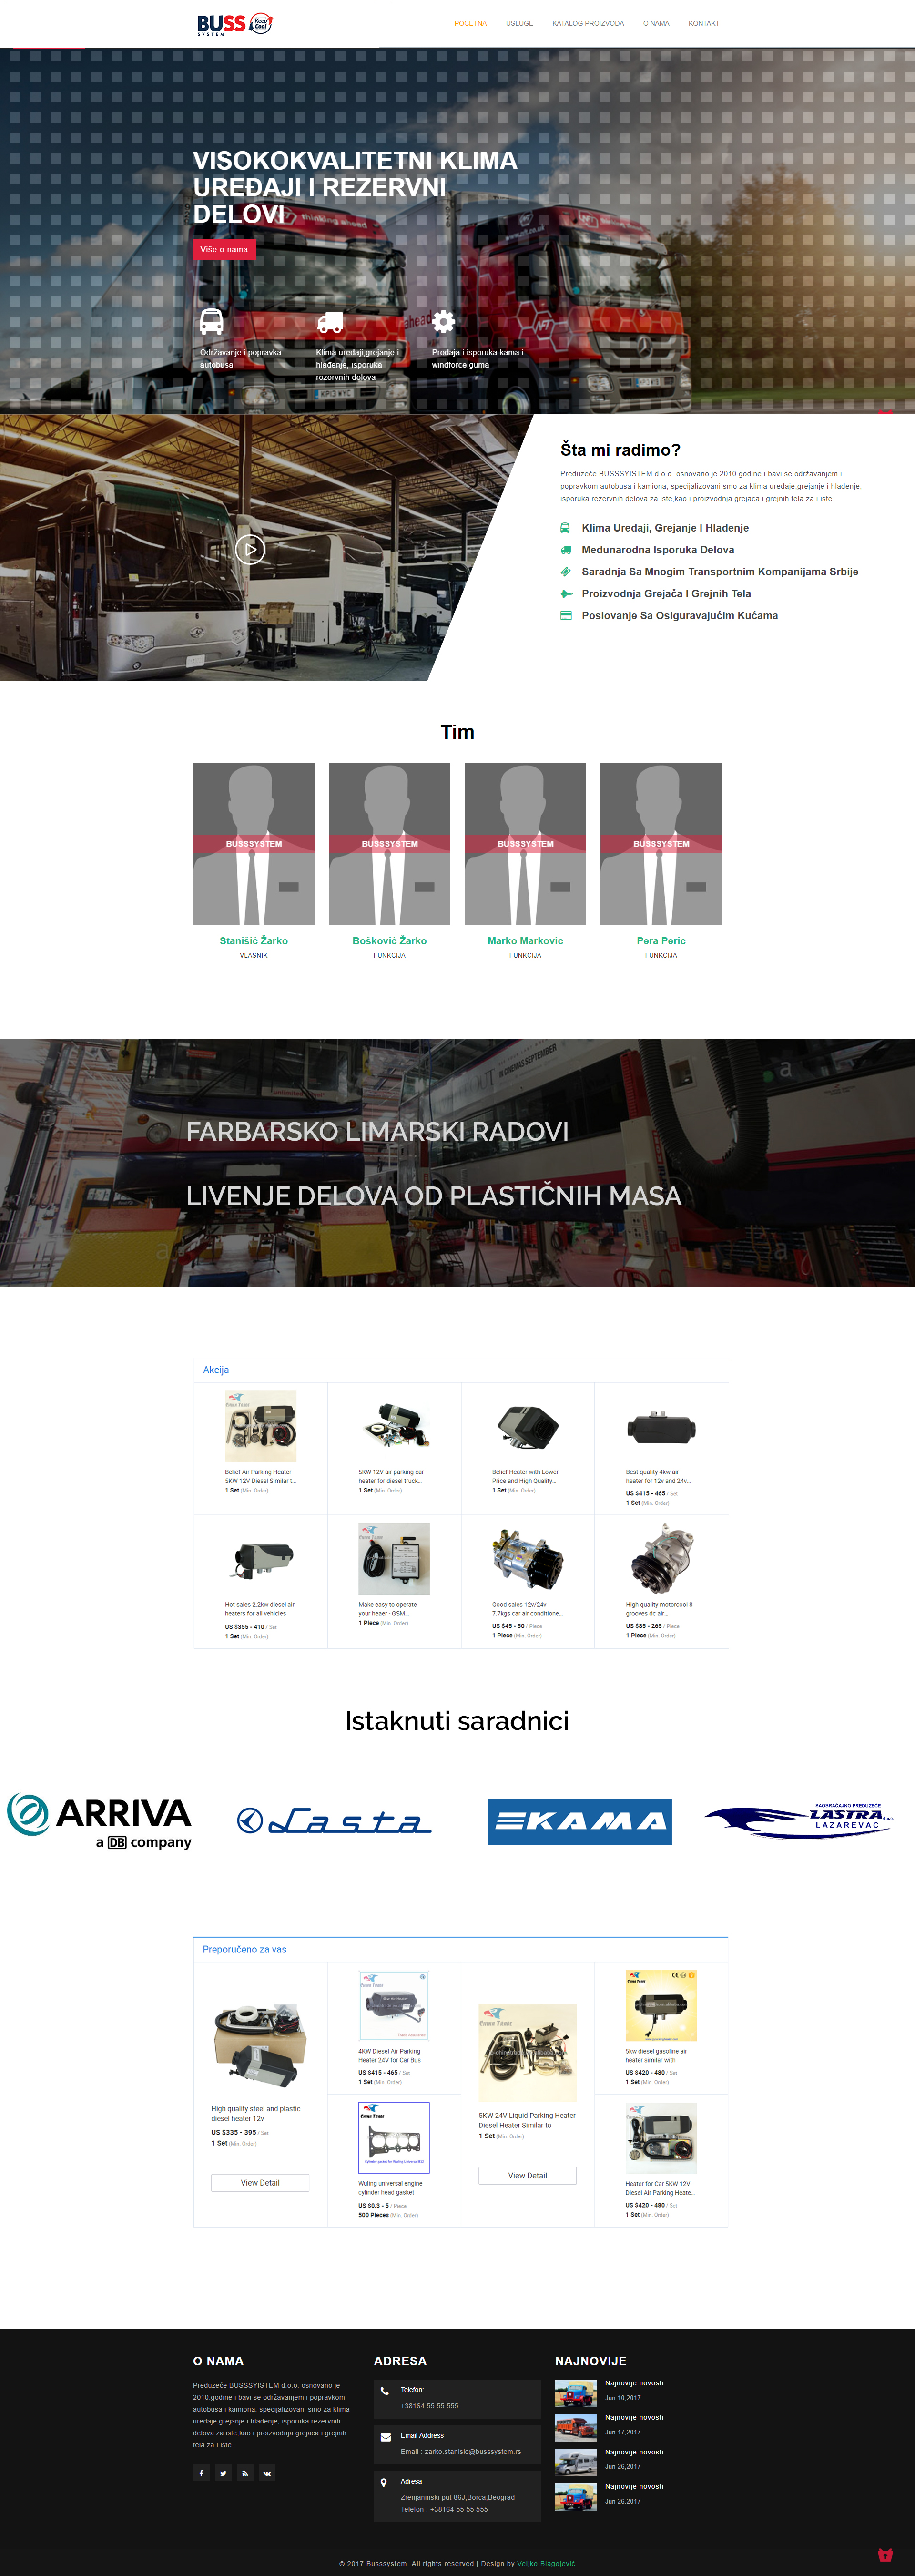 BUSS
SYSTEM
Keep
Cool
POČETNA
USLUGE
KATALOG PROIZVODA
O NAMA
KONTAKT
VISOKOKVALITETNI KLIMA
UREĐAJI I REZERVNI
DELOVI
thinking ahead
www.nft.co.uk
ahead
Više o nama
Održavanje i popravka
autobusa
Klima uređaji,grejanje i
hlađenje, isporuka
rezervnih delova
Prodaja i isporuka kama i
windforce guma
Šta mi radimo?
Preduzeće BUSSSYISTEM d.o.o. osnovano je 2010.godine i bavi se održavanjem i
popravkom autobusa i kamiona, specijalizovani smo za klima uređaje,grejanje i hlađenje,
isporuka rezervnih delova za iste,kao i proizvodnja grejaca i grejnih tela za i iste.
Klima Uređaji, Grejanje I Hlađenje
Međunarodna Isporuka Delova
Saradnja Sa Mnogim Transportnim Kompanijama Srbije
Proizvodnja Grejača I Grejnih Tela
Poslovanje Sa Osiguravajućim Kućama
Tim
BUSSSYSTEM
BUSSSYSTEM
BUSSSYSTEM
BUSSSYSTEM
Stanišić Žarko
VLASNIK
Bošković Žarko
FUNKCIJA
Marko Markovic
FUNKCIJA
Pera Peric
FUNKCIJA
IN CINEMAS SEPTEMBER
FARBARSKO LIMARSKI RADOVI
LIVENJE DELOVA OD PLASTIČNIH MASA
Akcija
Belief Air Parking Heater
5KW 12V Diesel Similar t...
1 Set (Min. Order)
5KW 12V air parking car
heater for diesel truck...
1 Set (Min. Order)
Belief Heater with Lower
Price and High Quality...
1 Set (Min. Order)
Best quality 4kw air
heater for 12v and 24v...
US $415 - 465 / Set
1 Set (Min. Order)
Hot sales 2.2kw diesel air
heaters for all vehicles
US $355 - 410 / Set
1 Set (Min. Order)
Make easy to operate
your heaer - GSM...
1 Piece (Min. Order)
Good sales 12v/24v
7.7kgs car air conditione...
US $45 - 50 / Piece
1 Piece (Min. Order)
High quality motorcool 8
grooves dc air...
US $85 - 265 / Piece
1 Piece (Min. Order)
Istaknuti saradnici
ARRIVA
a DB company
Lasta
KAMA
SAOBRAĆAJNO PREDUZEĆE
LASTRA d.o.o.
LAZAREVAC
Preporučeno za vas
High quality steel and plastic
diesel heater 12v
US $335 - 395 / Set
1 Set (Min. Order)
View Detail
4KW Diesel Air Parking
Heater 24V for Car Bus
US $415 - 465 / Set
1 Set (Min. Order)
Cylinder gasket for Wuling Universal B12
Wuling universal engine
cylinder head gasket
US $0.3 - 5 / Piece
500 Pieces (Min. Order)
5KW 24V Liquid Parking Heater
Diesel Heater Similar to
1 Set (Min. Order)
View Detail
5kw diesel gasoline air
heater similar with
US $420 - 480 / Set
1 Set (Min. Order)
Heater for Car 5KW 12V
Diesel Air Parking Heate...
US $420 - 480 / Set
1 Set (Min. Order)
O NAMA
Preduzeće BUSSSYISTEM d.o.o. osnovano je
2010.godine i bavi se održavanjem i popravkom
autobusa i kamiona, specijalizovani smo za klima
uređaje,grejanje i hlađenje, isporuka rezervnih
delova za iste,kao i proizvodnja grejaca i grejnih
tela za i iste.
ADRESA
Telefon:
+38164 55 55 555
Email Address
Email : zarko.stanisic@busssystem.rs
Adresa
Zrenjaninski put 86J,Borca,Beograd
Telefon : +38164 55 55 555
NAJNOVIJE
Najnovije novosti
Jun 10,2017
Najnovije novosti
Jun 17,2017
Najnovije novosti
Jun 26,2017
Najnovije novosti
Jun 26,2017
© 2017 Busssystem. All rights reserved | Design by Veljko Blagojević